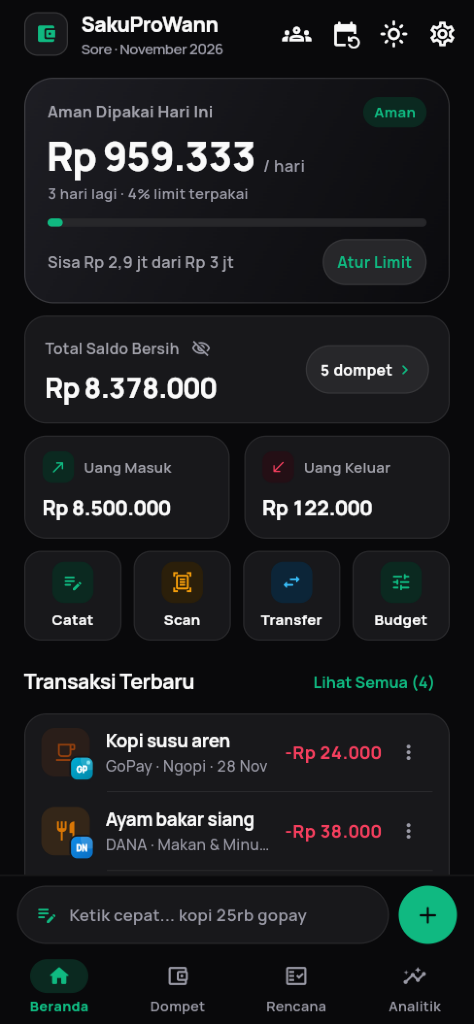 SakuProWann
Sore · November 2026
Aman Dipakai Hari Ini
Aman
Rp 959.333 / hari
3 hari lagi · 4% limit terpakai
Sisa Rp 2,9 jt dari Rp 3 jt
Atur Limit
Total Saldo Bersih
Rp 8.378.000
5 dompet
Uang Masuk
Rp 8.500.000
Uang Keluar
Rp 122.000
Catat
Scan
Transfer
Budget
Transaksi Terbaru
Lihat Semua (4)
Kopi susu aren
GoPay · Ngopi · 28 Nov
-Rp 24.000
OP
Ayam bakar siang
DANA · Makan & Minu...
-Rp 38.000
DN
Ketik cepat... kopi 25rb gopay
Beranda
Dompet
Rencana
Analitik